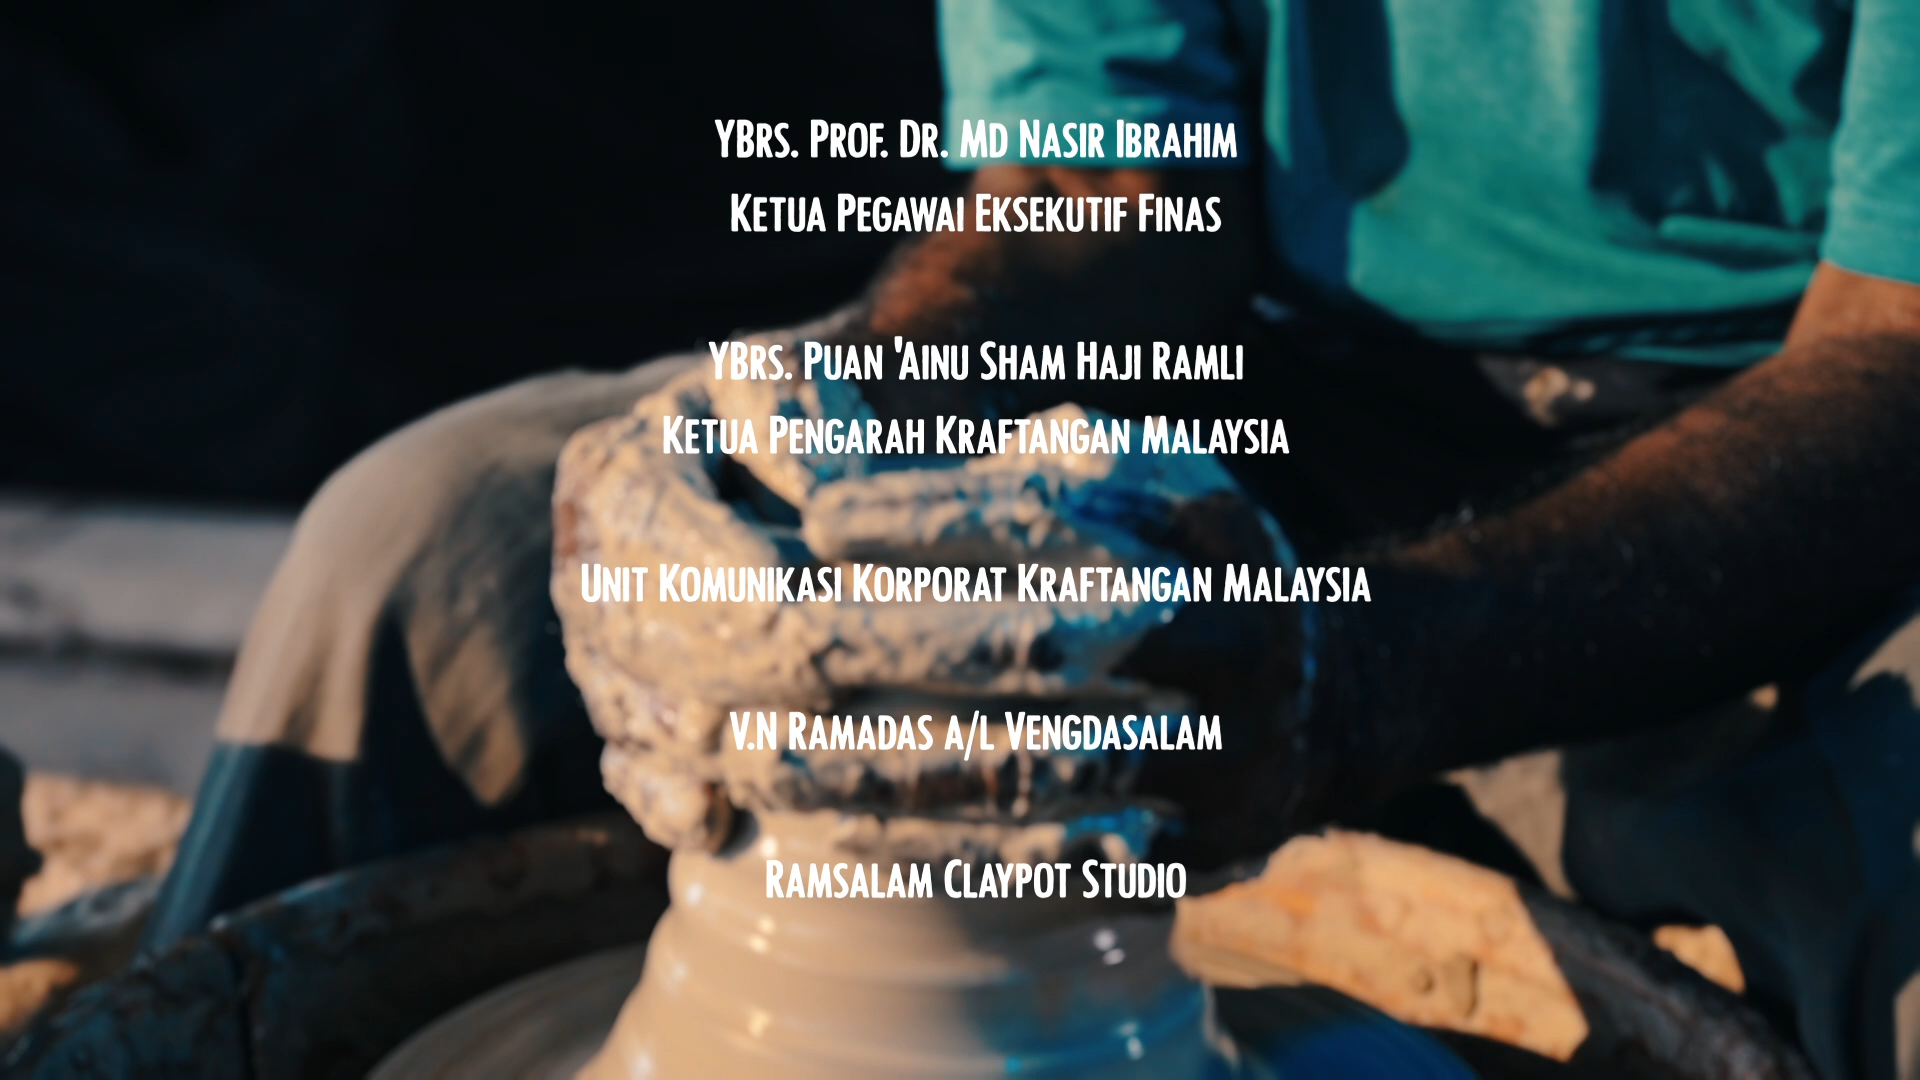 YBrs. Prof. Dr. Md Nasir Ibrahim
Ketua Pegawai Eksekutif Finas
YBrs. Puan 'Ainu Sham Haji Ramli
Ketua Pengarah Kraftangan Malaysia
Unit Komunikasi Korporat Kraftangan Malaysia
V.N Ramadas a/l Vengdasalam
Ramsalam Claypot Studio